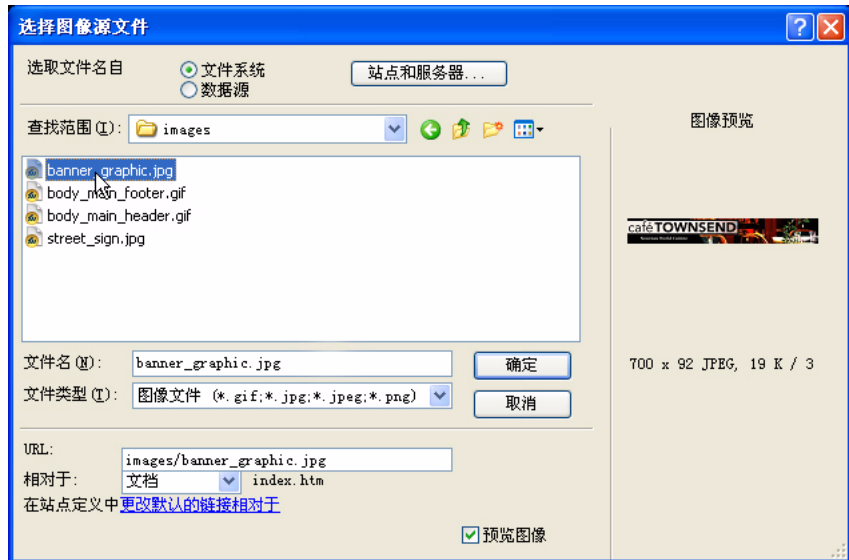 选择图像源文件
选取文件名自
文件系统
数据源
站点和服务器...
查找范围(I):
images
banner_graphic.jpg
body_main_footer.gif
body_main_header.gif
street_sign.jpg
文件名(N):
banner_graphic.jpg
确定
文件类型(T):
图像文件 (*.gif;*.jpg;*.jpeg;*.png)
取消
URL:
images/banner_graphic.jpg
相对于:
文档
index.htm
在站点定义中更改默认的链接相对于
预览图像
图像预览
café TOWNSEND
700 x 92 JPEG, 19 K / 3